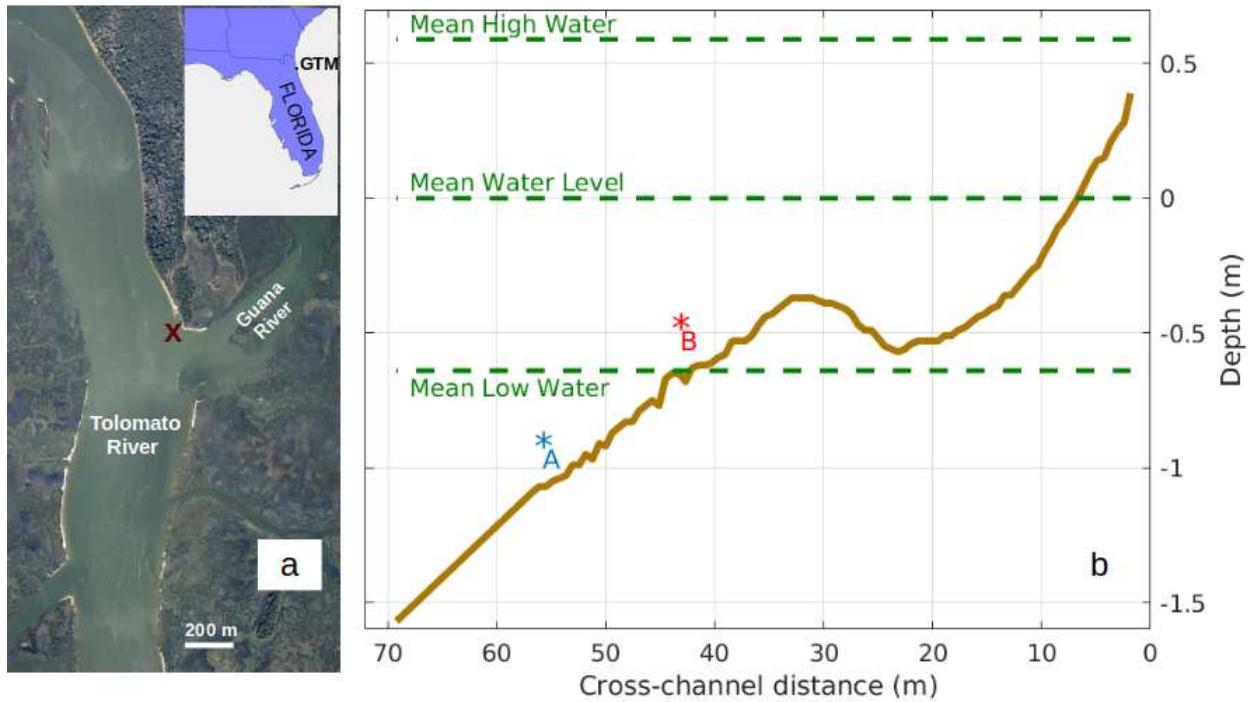 .GTM
FLORIDA
Guana
River
X
Tolomato
River
a
200 m
Mean High Water
Mean Water Level
Mean Low Water
*
B
*
A
b
0.5
0
-0.5
-1
-1.5
Depth (m)
70 60 50 40 30 20 10 0
Cross-channel distance (m)